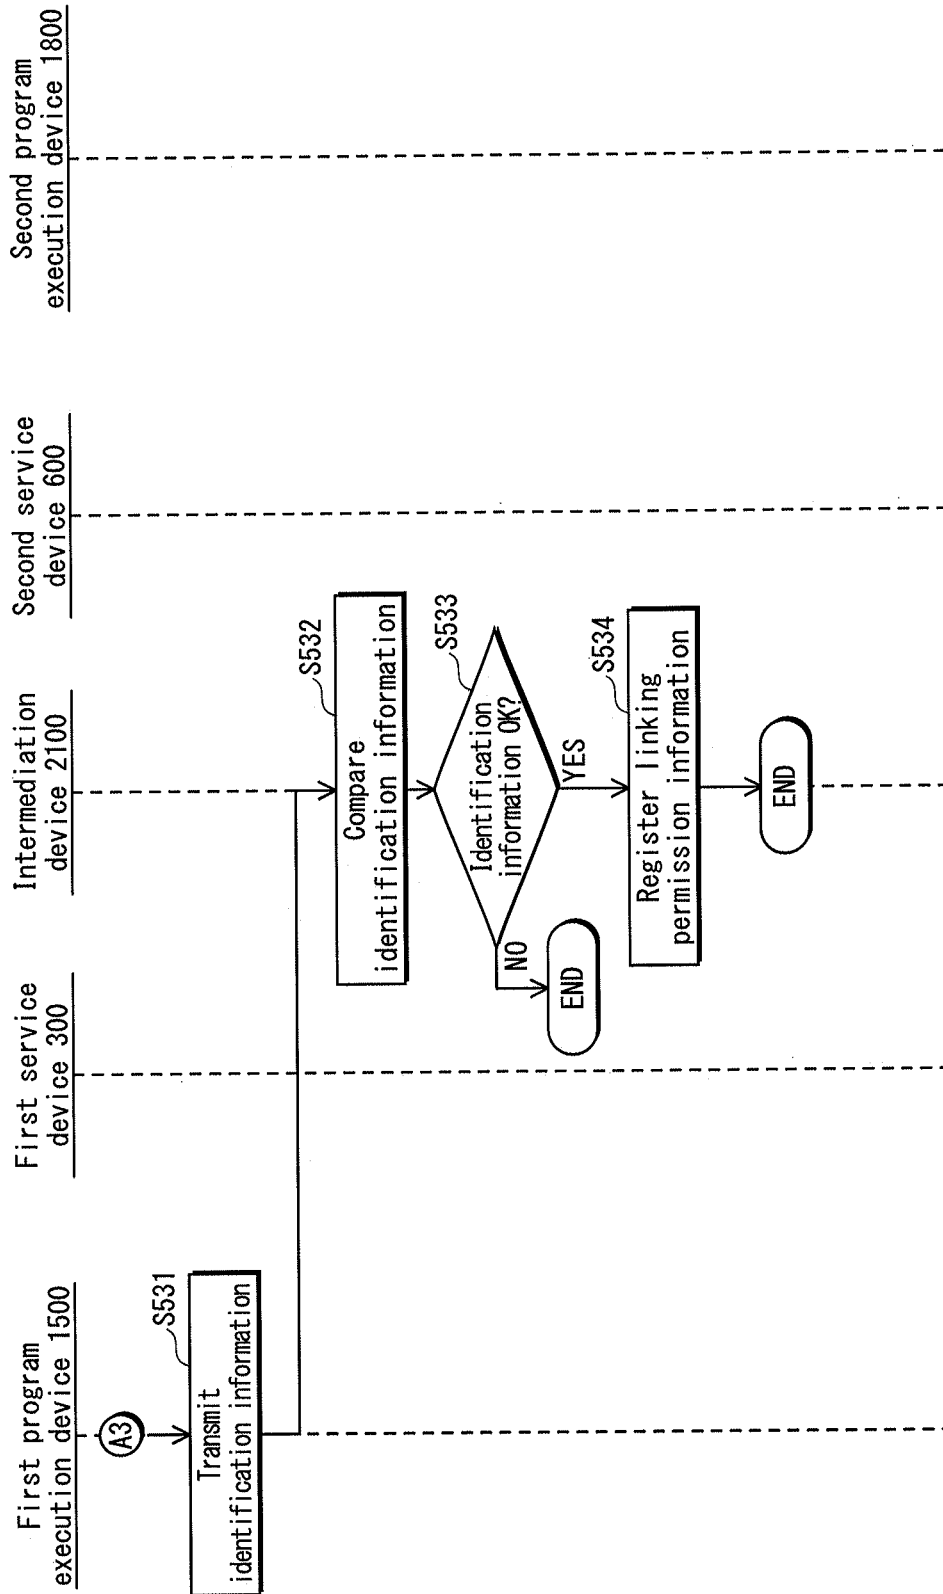 First program
execution device 1500
First service
device 300
Intermediation
device 2100
Second service
device 600
Second program
execution device 1800
A3
S531
Transmit
identification information
S532
Compare
identification information
S533
Identification
information OK?
NO
YES
END
S534
Register linking
permission information
END